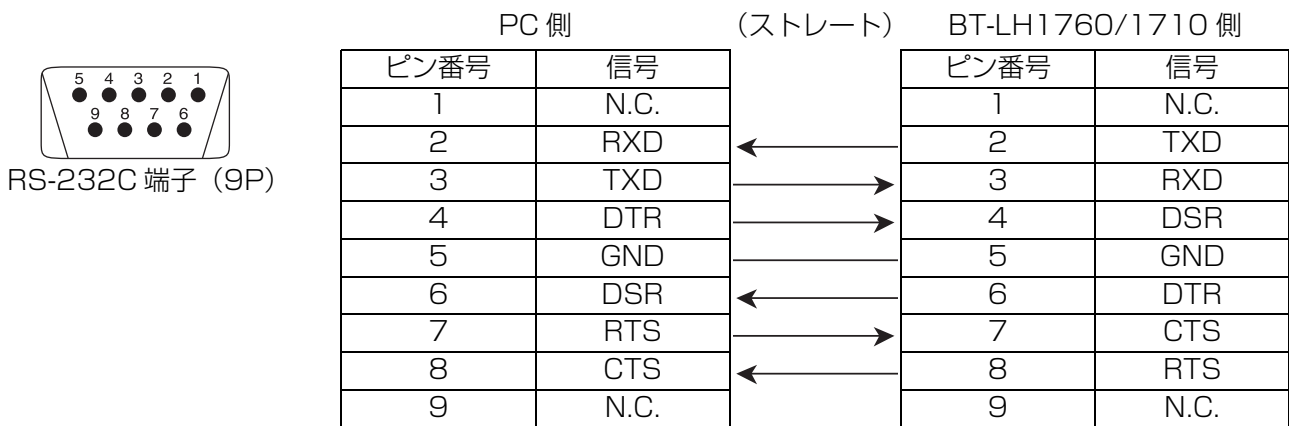 PC 側 （ストレート） BT-LH1760/1710 側
5 4 3 2 1
9 8 7 6
RS-232C 端子（9P）
ピン番号 信号 ピン番号 信号
1 N.C. 1 N.C.
2 RXD 2 TXD
3 TXD 3 RXD
4 DTR 4 DSR
5 GND 5 GND
6 DSR 6 DTR
7 RTS 7 CTS
8 CTS 8 RTS
9 N.C. 9 N.C.